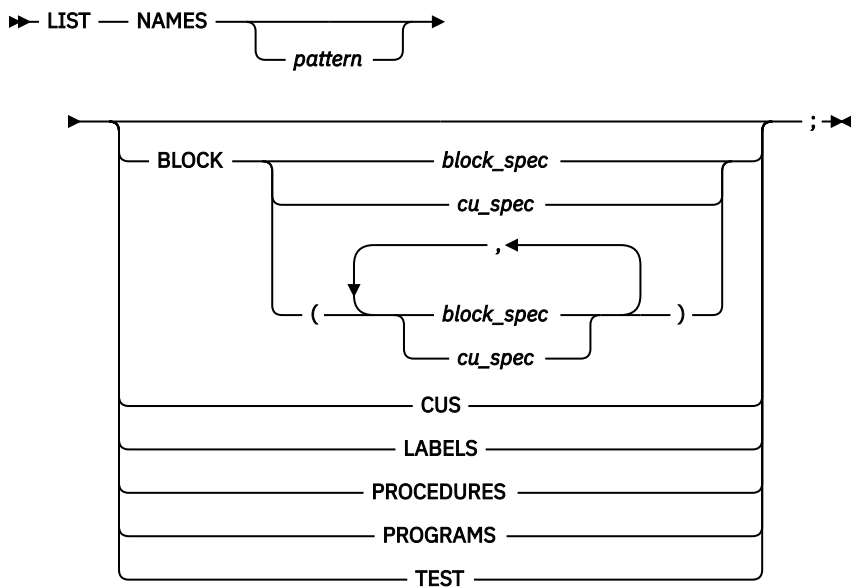 LIST NAMES
pattern
;
BLOCK block_spec
cu_spec
,
( block_spec )
cu_spec
CUS
LABELS
PROCEDURES
PROGRAMS
TEST